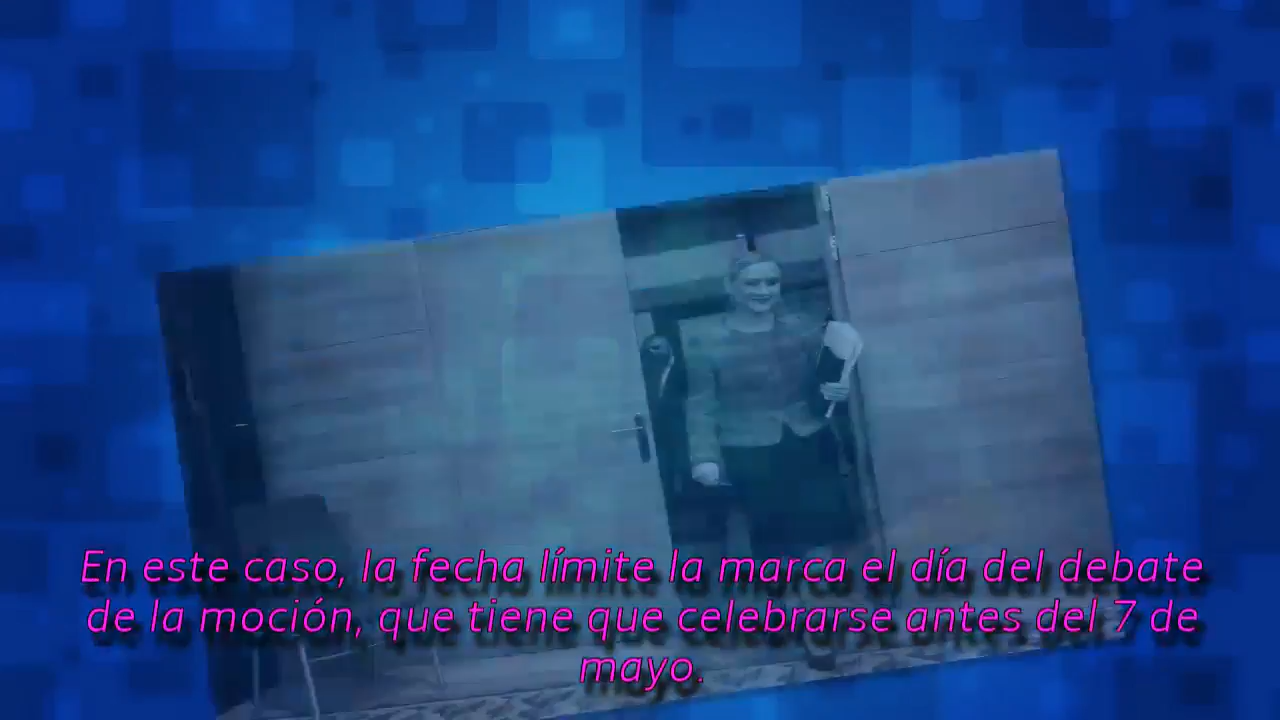 En este caso, la fecha límite la marca el día del debate
de la moción, que tiene que celebrarse antes del 7 de
mayo.